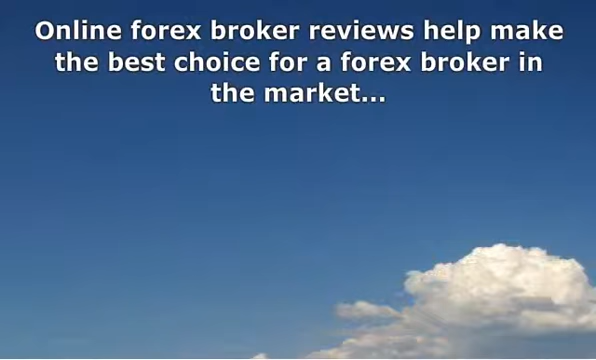 Online forex broker reviews help make
the best choice for a forex broker in
the market...